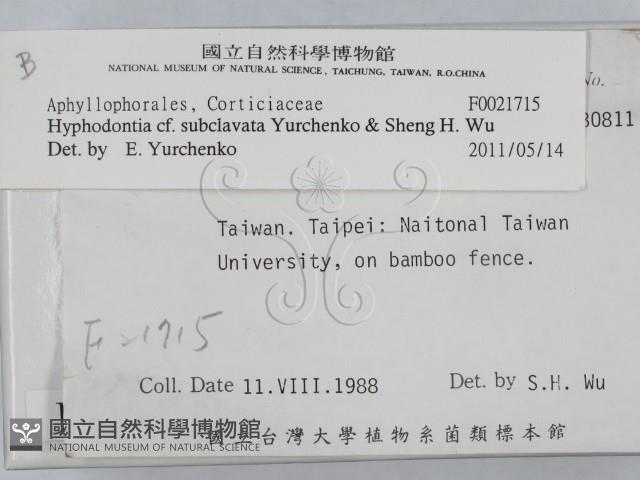 B
國立自然科學博物館
NATIONAL MUSEUM OF NATURAL SCIENCE, TAICHUNG, TAIWAN, R.O.CHINA
Aphyllophorales, Corticiaceae F0021715
Hyphodontia cf. subclavata Yurchenko & Sheng H. Wu
Det. by E. Yurchenko 2011/05/14
No.
80811
Taiwan. Taipei: Naitonal Taiwan
University, on bamboo fence.
F21715
Coll. Date 11.VIII.1988 Det. by S.H. Wu
國立台灣大學植物系菌類標本館
國立自然科學博物館
NATIONAL MUSEUM OF NATURAL SCIENCE